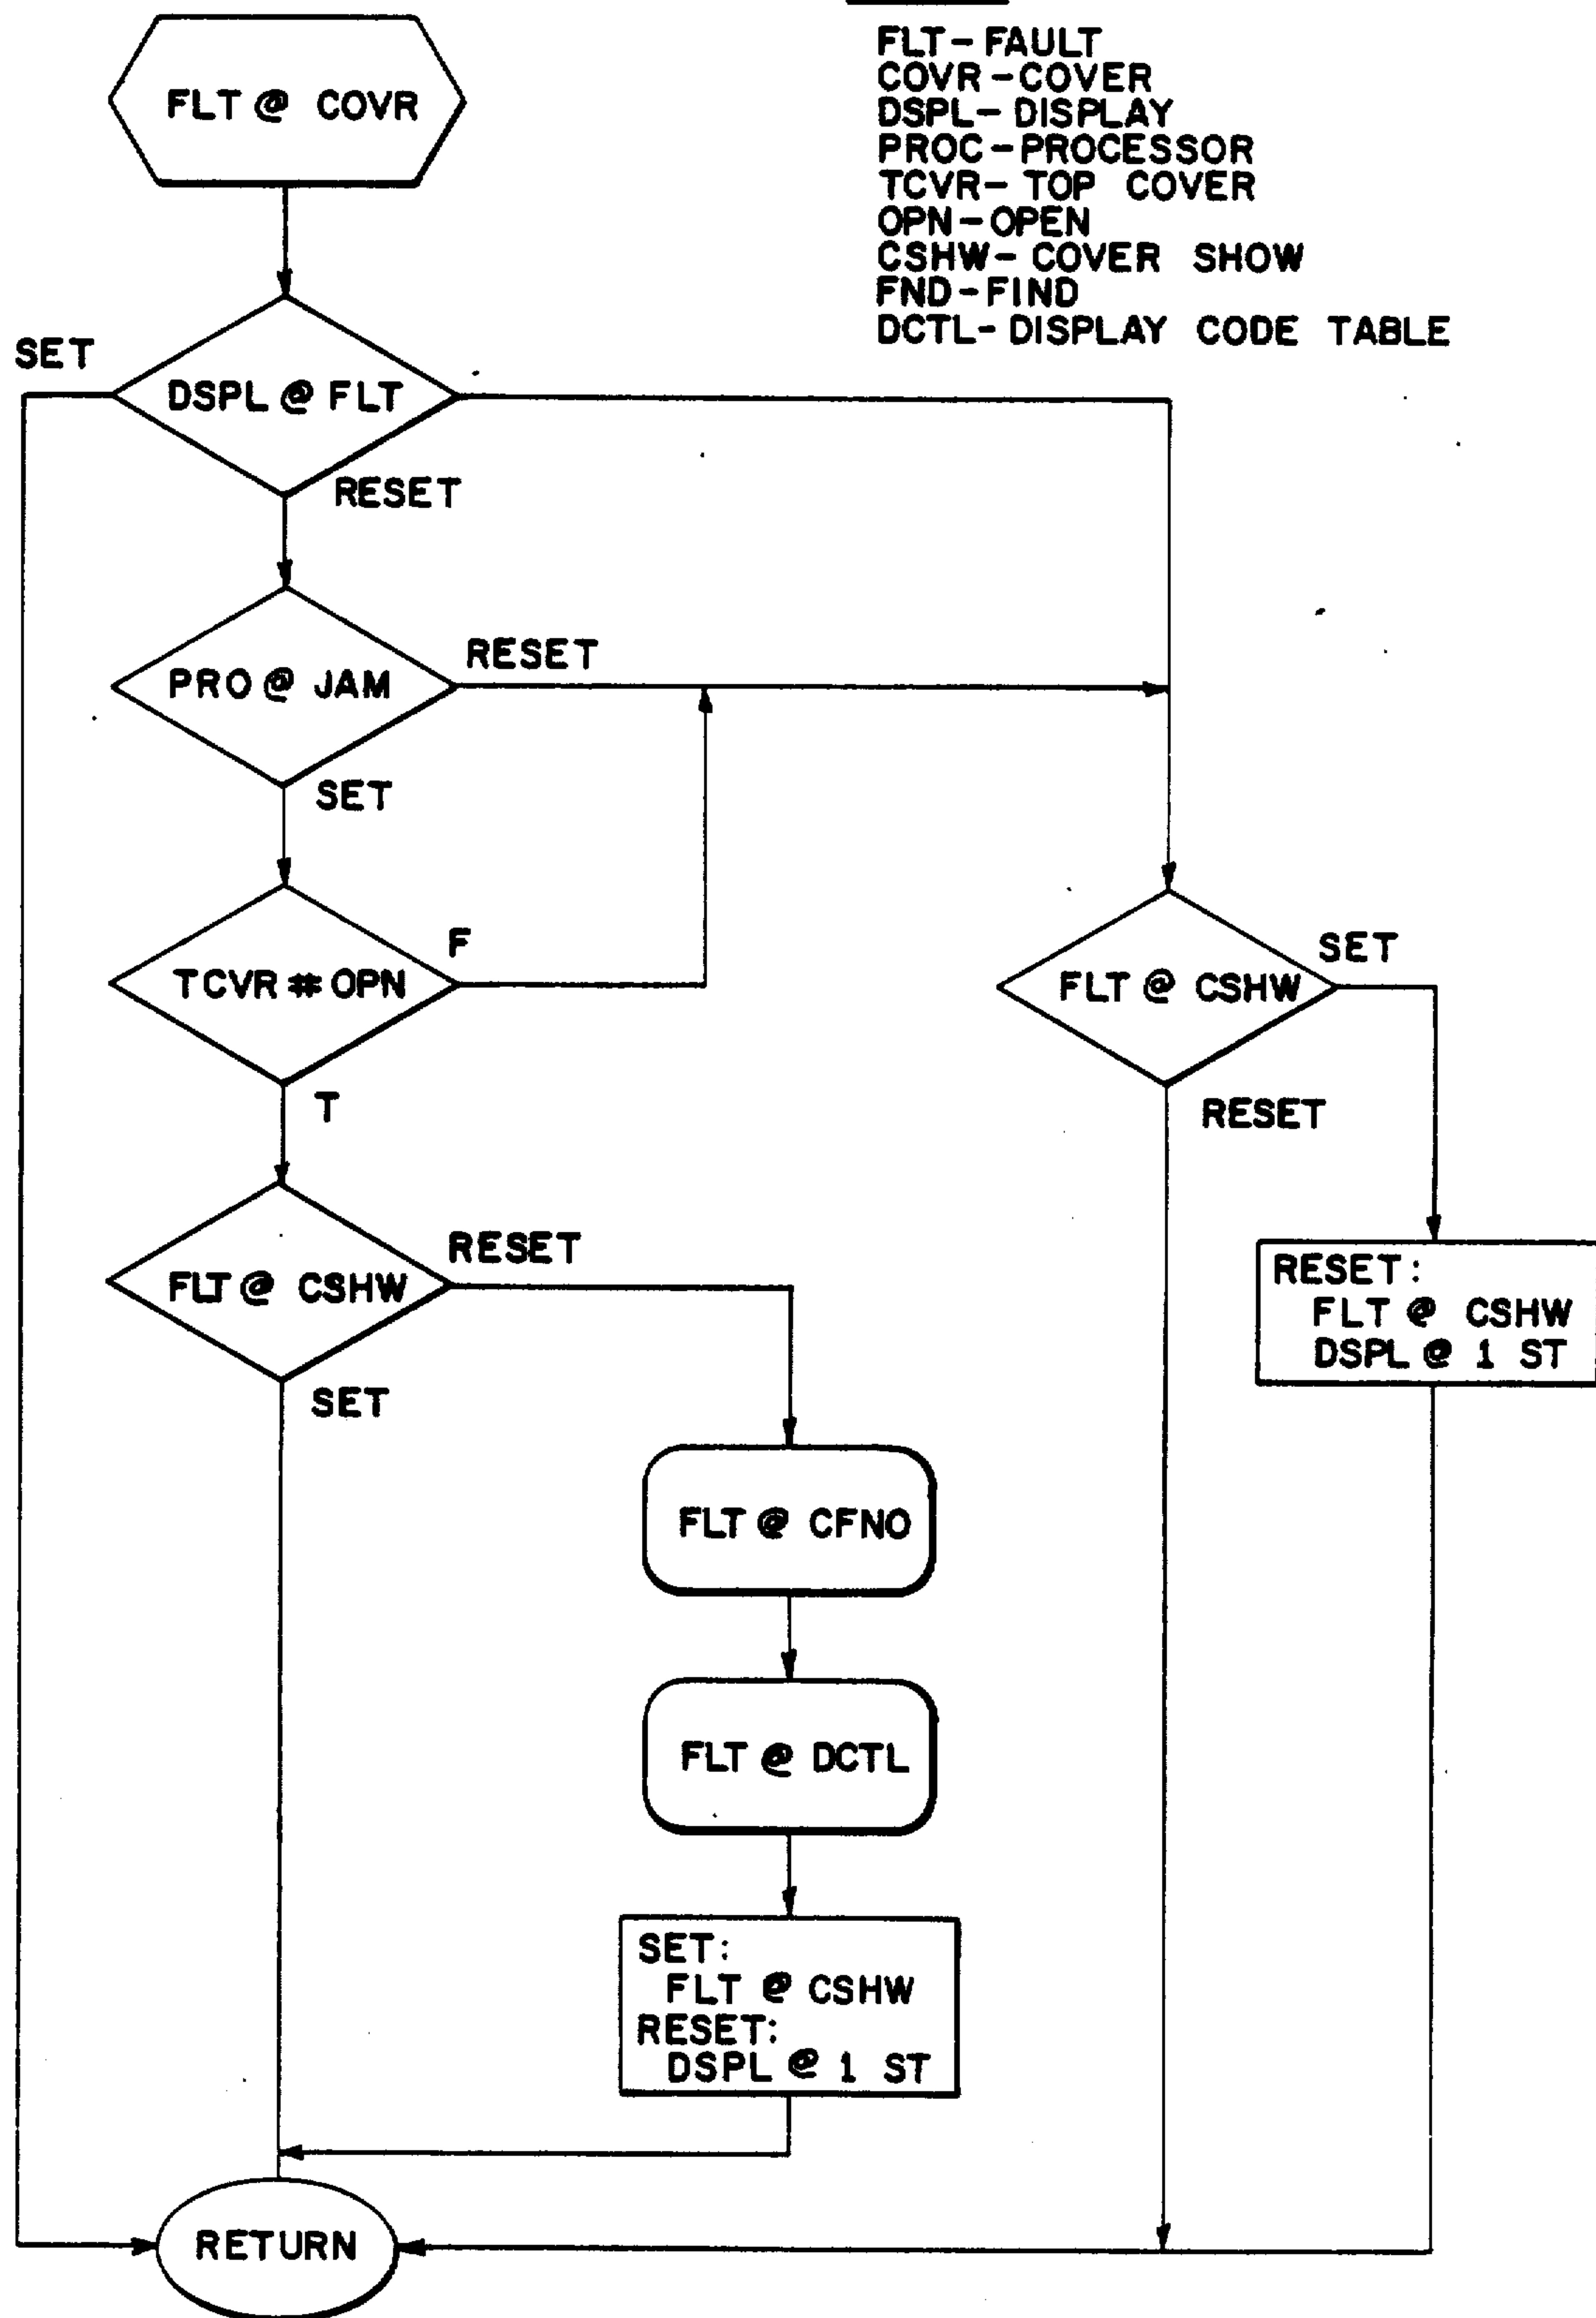 FLT @ COVR
FLT-FAULT
COVR-COVER
DSPL-DISPLAY
PROC-PROCESSOR
TCVR-TOP COVER
OPN-OPEN
CSHW-COVER SHOW
FND-FIND
DCTL-DISPLAY CODE TABLE
SET
DSPL @ FLT
RESET
PRO @ JAM
RESET
SET
TCVR # OPN
F
T
FLT @ CSHW
SET
RESET
FLT @ CSHW
RESET
SET
RESET:
FLT @ CSHW
DSPL @ 1 ST
FLT @ CFNO
FLT @ DCTL
SET:
FLT @ CSHW
RESET:
DSPL @ 1 ST
RETURN